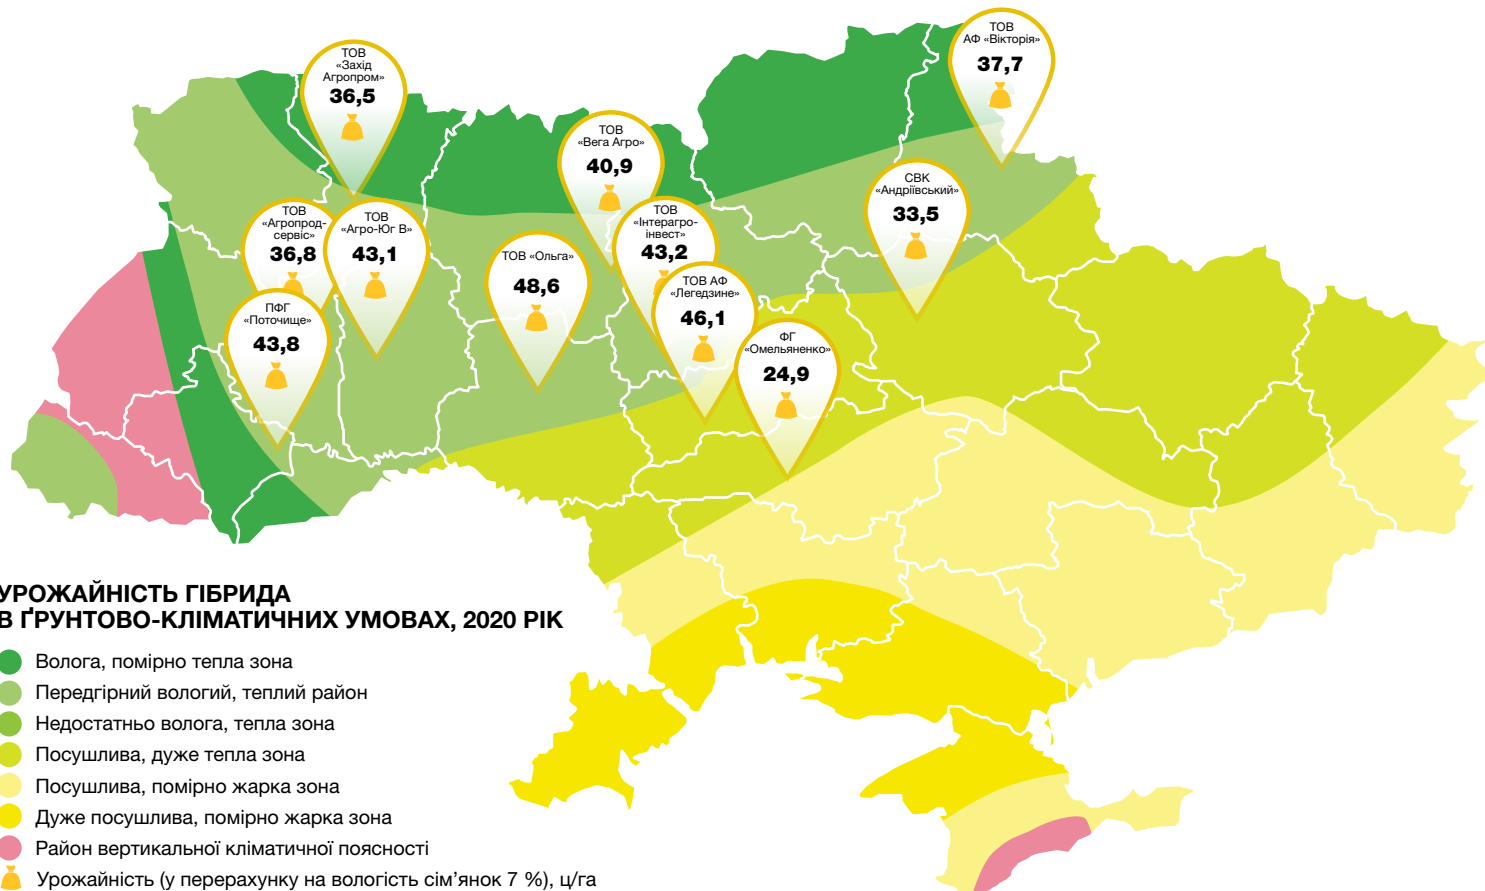 ТОВ
АФ «Вікторія»
37,7
ТОВ
«Захід
Агропром»
36,5
ТОВ
«Вега Агро»
40,9
СВК
«Андріївський»
33,5
ТОВ
«Агропрод-
сервіс»
36,8
ТОВ
«Агро-Юг В»
43,1
ТОВ
«Інтерагро-
інвест»
43,2
ТОВ «Ольга»
48,6
ТОВ АФ
«Легедзине»
46,1
ПФГ
«Поточище»
43,8
ФГ
«Омельяненко»
24,9
УРОЖАЙНІСТЬ ГІБРИДА
В ҐРУНТОВО-КЛІМАТИЧНИХ УМОВАХ, 2020 РІК
Волога, помірно тепла зона
Передгірний вологий, теплий район
Недостатньо волога, тепла зона
Посушлива, дуже тепла зона
Посушлива, помірно жарка зона
Дуже посушлива, помірно жарка зона
Район вертикальної кліматичної поясності
Урожайність (у перерахунку на вологість сім’янок 7 %), ц/га